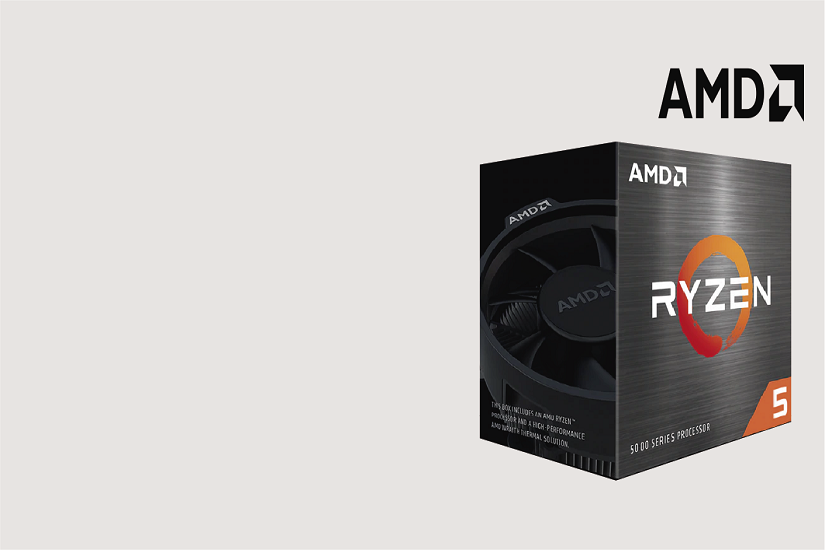 AMD
AMD
AMD
AMD
RYZEN
5
5000 SERIES PROCESSOR
THIS BOX INCLUDES AN AMD RYZEN™
PROCESSOR AND A HIGH-PERFORMANCE
AMD WRAITH THERMAL SOLUTION.